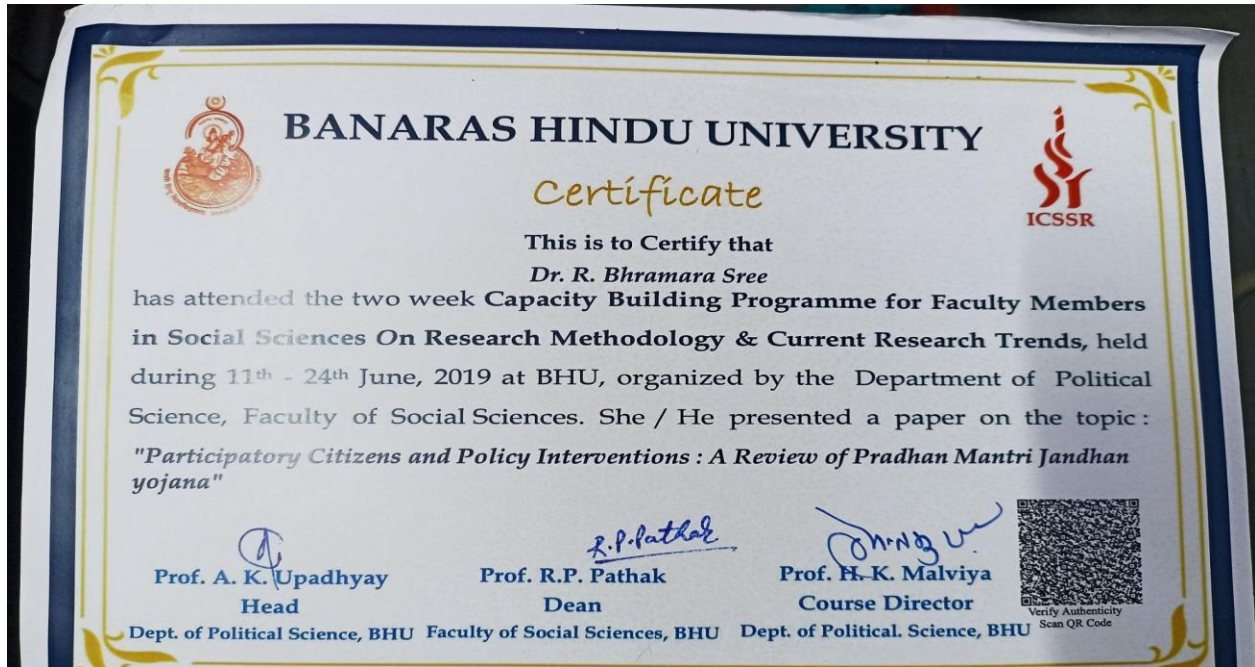 BANARAS HINDU UNIVERSITY
Certificate
ICSSR
This is to Certify that
Dr. R. Bhramara Sree
has attended the two week Capacity Building Programme for Faculty Members
in Social Sciences On Research Methodology & Current Research Trends, held
during 11th - 24th June, 2019 at BHU, organized by the Department of Political
Science, Faculty of Social Sciences. She / He presented a paper on the topic :
"Participatory Citizens and Policy Interventions : A Review of Pradhan Mantri Jandhan
yojana"
R.P. Pathak
Prof. A. K. Upadhyay
Head
Dept. of Political Science, BHU
Prof. R.P. Pathak
Dean
Faculty of Social Sciences, BHU
Prof. H. K. Malviya
Course Director
Dept. of Political. Science, BHU
Verify Authenticity
Scan QR Code